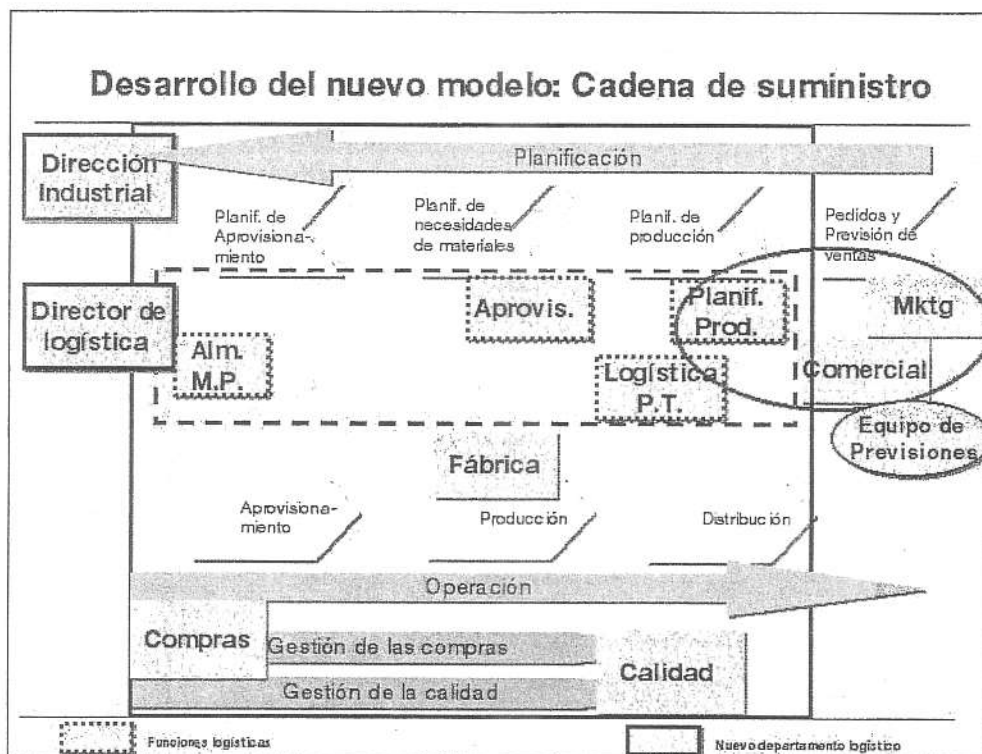 Desarrollo del nuevo modelo: Cadena de suministro
Dirección
Industrial
Planificación
Planif. de
Aprovisiona-
miento
Planif. de
necesidades
de materiales
Planif. de
producción
Pedidos y
Previsión de
ventas
Director de
logística
Alm.
M.P.
Aprovis.
Planif.
Prod.
Logística
P.T.
Mktg
Comercial
Equipo de
Previsiones
Fábrica
Aprovisiona-
miento
Producción
Distribución
Operación
Compras
Gestión de las compras
Calidad
Gestión de la calidad
Funciones logísticas
Nuevo departamento logístico